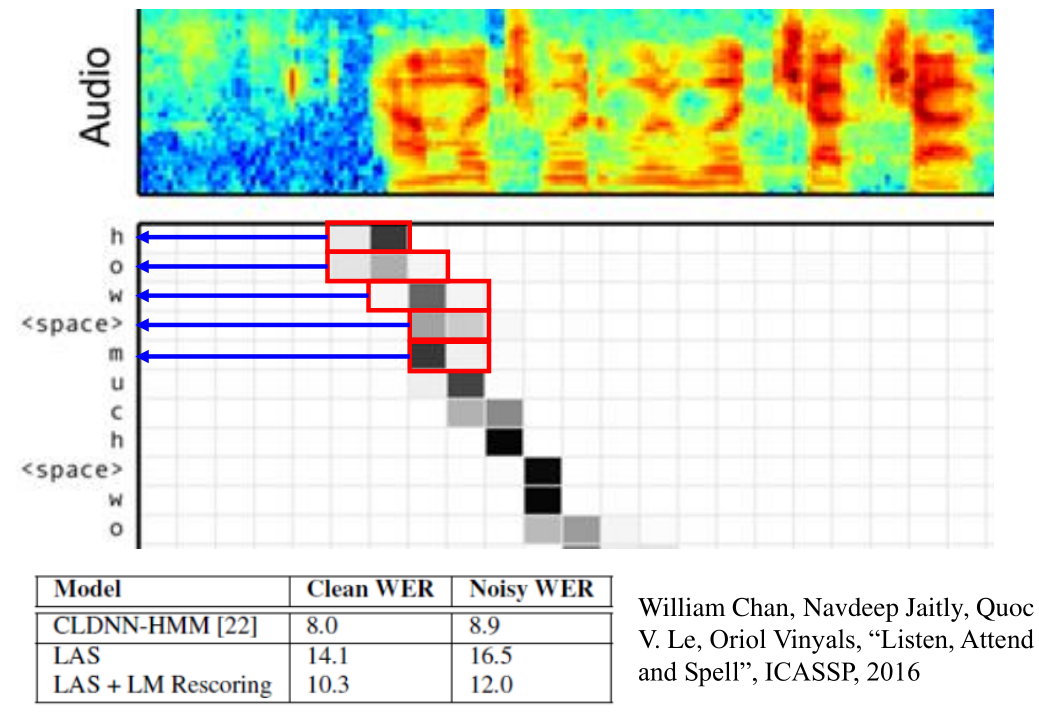 Audio
h
o
w
<space>
m
u
c
h
<space>
w
o
Model Clean WER Noisy WER
CLDNN-HMM [22] 8.0 8.9
LAS 14.1 16.5
LAS + LM Rescoring 10.3 12.0
William Chan, Navdeep Jaitly, Quoc
V. Le, Oriol Vinyals, “Listen, Attend
and Spell”, ICASSP, 2016